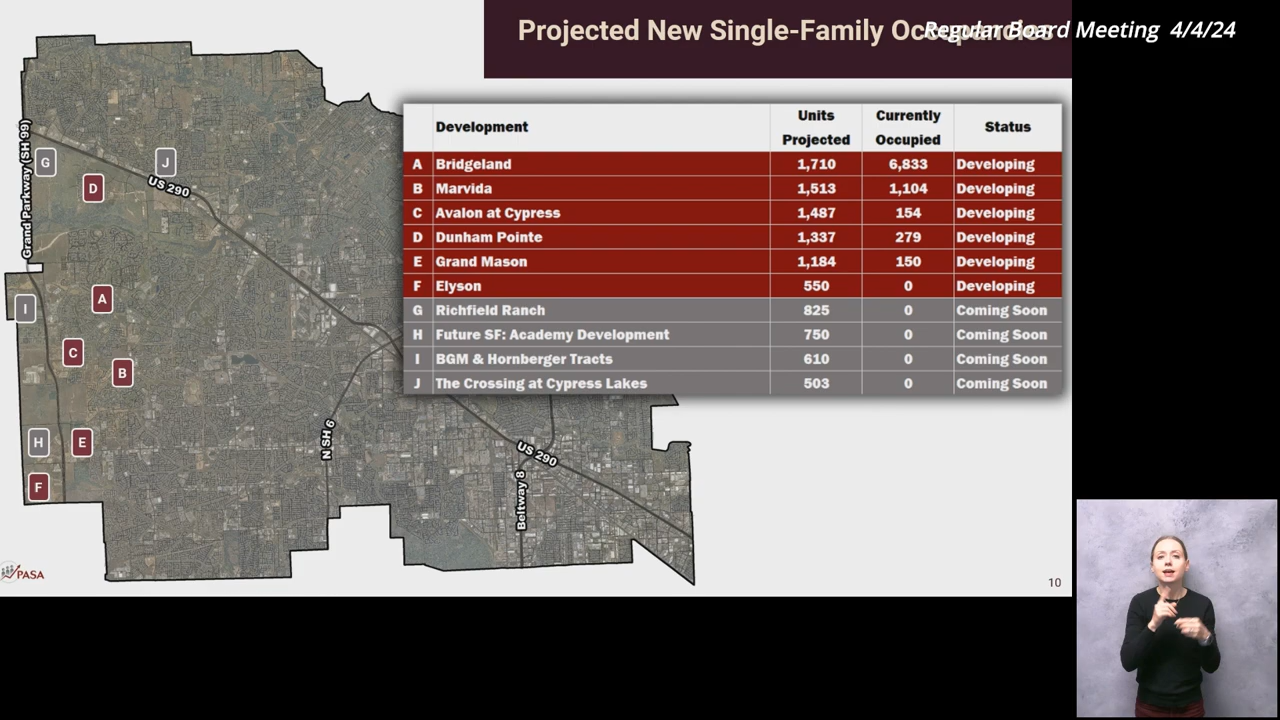 Projected New Single-Family Occupancies
Regular Board Meeting 4/4/24
Development Units Projected Currently Occupied Status
A Bridgeland 1,710 6,833 Developing
B Marvida 1,513 1,104 Developing
C Avalon at Cypress 1,487 154 Developing
D Dunham Pointe 1,337 279 Developing
E Grand Mason 1,184 150 Developing
F Elyson 550 0 Developing
G Richfield Ranch 825 0 Coming Soon
H Future SF: Academy Development 750 0 Coming Soon
I BGM & Hornberger Tracts 610 0 Coming Soon
J The Crossing at Cypress Lakes 503 0 Coming Soon
Grand Parkway (SH 99)
G
J
D
US 290
I
A
C
B
H
E
F
N SH 6
US 290
Beltway 8
PASA
10